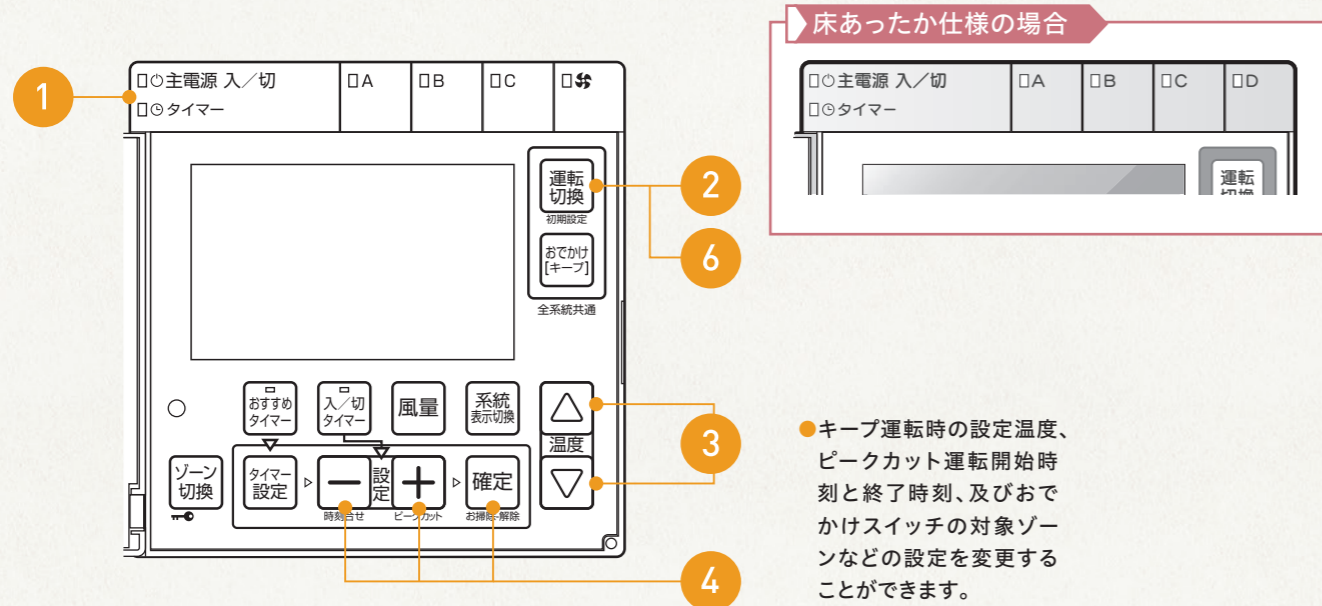 床あったか仕様の場合
主電源 入／切
A
B
C
タイマー
1
主電源 入／切
A
B
C
D
タイマー
運転
切換
運転
切換
初期設定
2
おでかけ
[キープ]
6
全系統共通
おすすめ
タイマー
入／切
タイマー
風量
系統
表示切換
温度
3
ゾーン
切換
タイマー
設定
−
設定
＋
確定
時刻合せ
ピークカット
お掃除・解除
4
●キープ運転時の設定温度、
ピークカット運転開始時
刻と終了時刻、及びおで
かけスイッチの対象ゾー
ンなどの設定を変更する
ことができます。